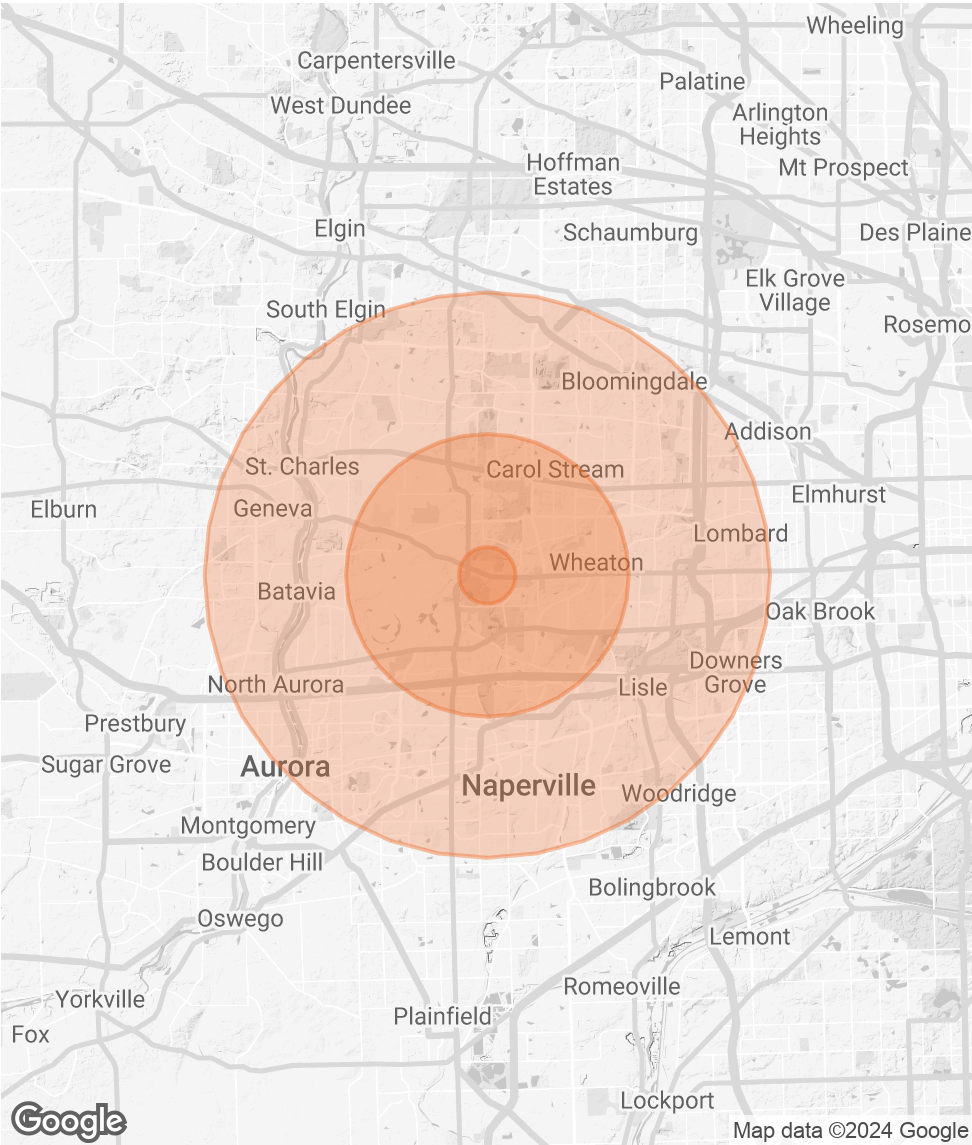 Wheeling
Carpentersville
Palatine
West Dundee
Arlington
Heights
Mt Prospect
Hoffman
Estates
Elgin
Schaumburg
Des Plaine
Elk Grove
Village
South Elgin
Rosemo
Bloomingdale
Addison
St. Charles
Carol Stream
Elmhurst
Elburn
Geneva
Lombard
Wheaton
Batavia
Oak Brook
Downers
Grove
North Aurora
Lisle
Prestbury
Sugar Grove
Aurora
Naperville
Woodridge
Montgomery
Boulder Hill
Bolingbrook
Oswego
Lemont
Romeoville
Yorkville
Plainfield
Fox
Lockport
Google
Map data ©2024 Google